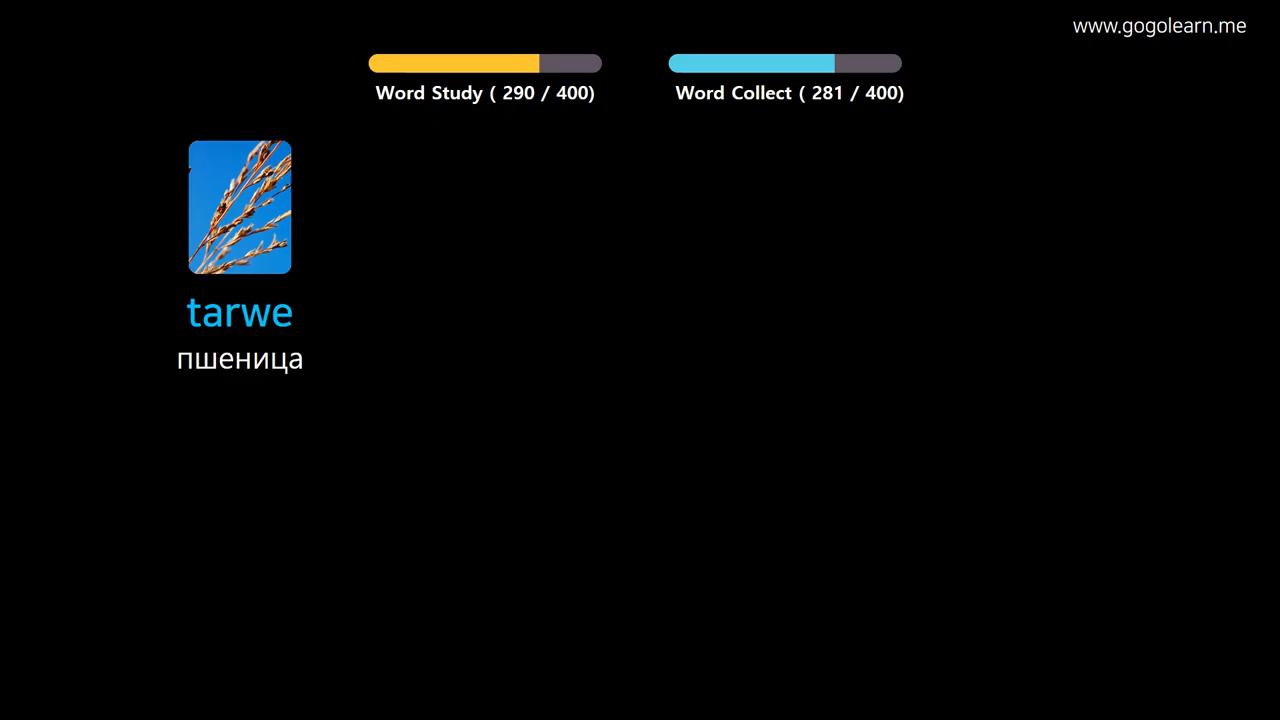 www.gogolearn.me
Word Study ( 290 / 400)
Word Collect ( 281 / 400)
tarwe
пшеница